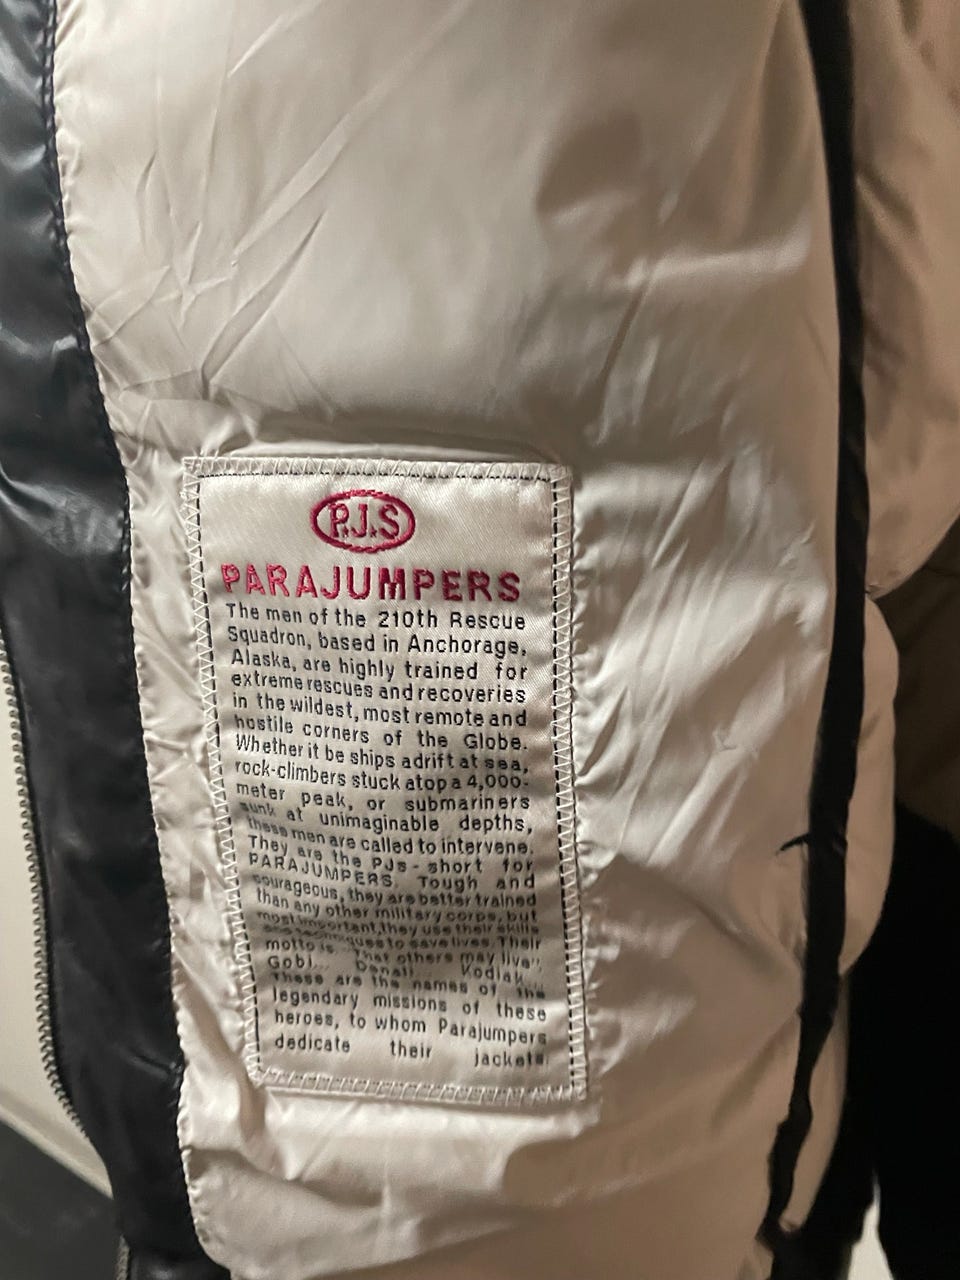 P.J.S
PARAJUMPERS
The men of the 210th Rescue
Squadron, based in Anchorage,
Alaska, are highly trained for
extreme rescues and recoveries
in the wildest, most remote and
hostile corners of the Globe.
Whether it be ships adrift at sea,
rock-climbers stuck atop a 4,000-
meter peak, or submariners
sunk at unimaginable depths,
these men are called to intervene.
They are the PJs - short for
PARAJUMPERS. Tough and
courageous, they are better trained
than any other military corps, but
most important, they use their skills
and techniques to save lives. Their
motto is "That others may live".
Gobi... Denali... Kodiak...
These are the names of the
legendary missions of these
heroes, to whom Parajumpers
dedicate their jackets.